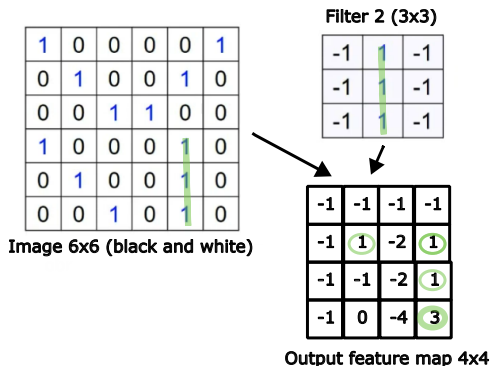 Filter 2 (3x3)
1 0 0 0 0 1
0 1 0 0 1 0
0 0 1 1 0 0
1 0 0 0 1 0
0 1 0 0 1 0
0 0 1 0 1 0
Image 6x6 (black and white)
-1 1 -1
-1 1 -1
-1 1 -1
-1 -1 -1 -1
-1 1 -2 1
-1 -1 -2 1
-1 0 -4 3
Output feature map 4x4